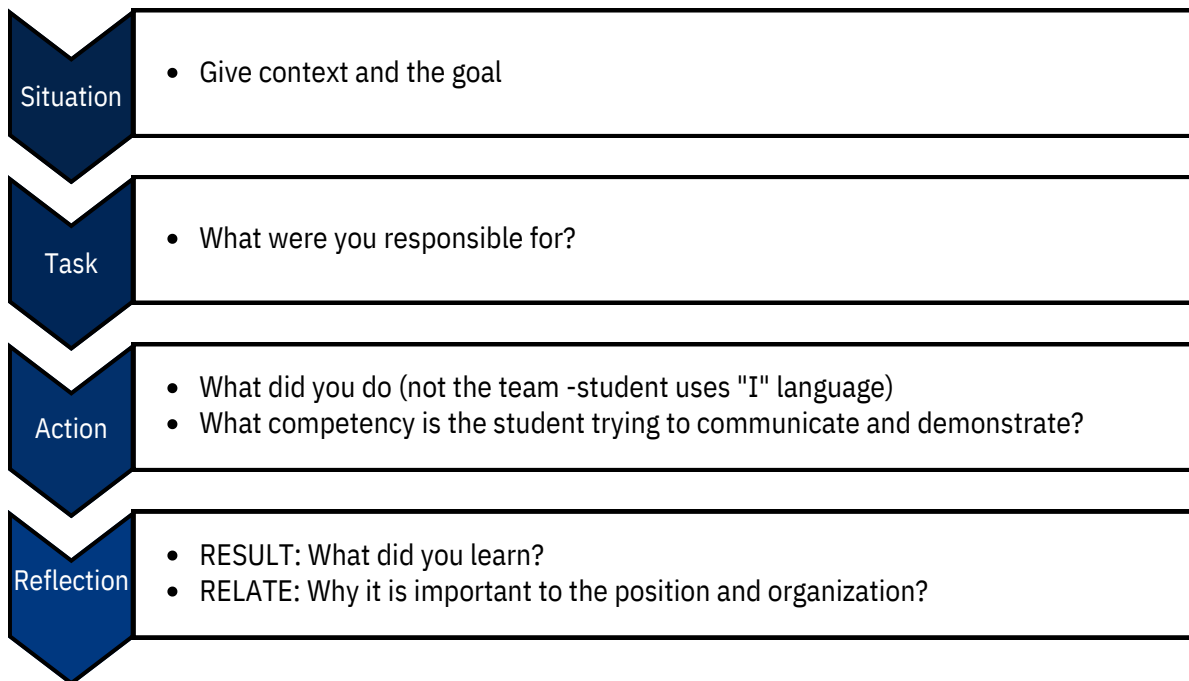 Situation
• Give context and the goal
Task
• What were you responsible for?
Action
• What did you do (not the team -student uses "I" language)
• What competency is the student trying to communicate and demonstrate?
Reflection
• RESULT: What did you learn?
• RELATE: Why it is important to the position and organization?